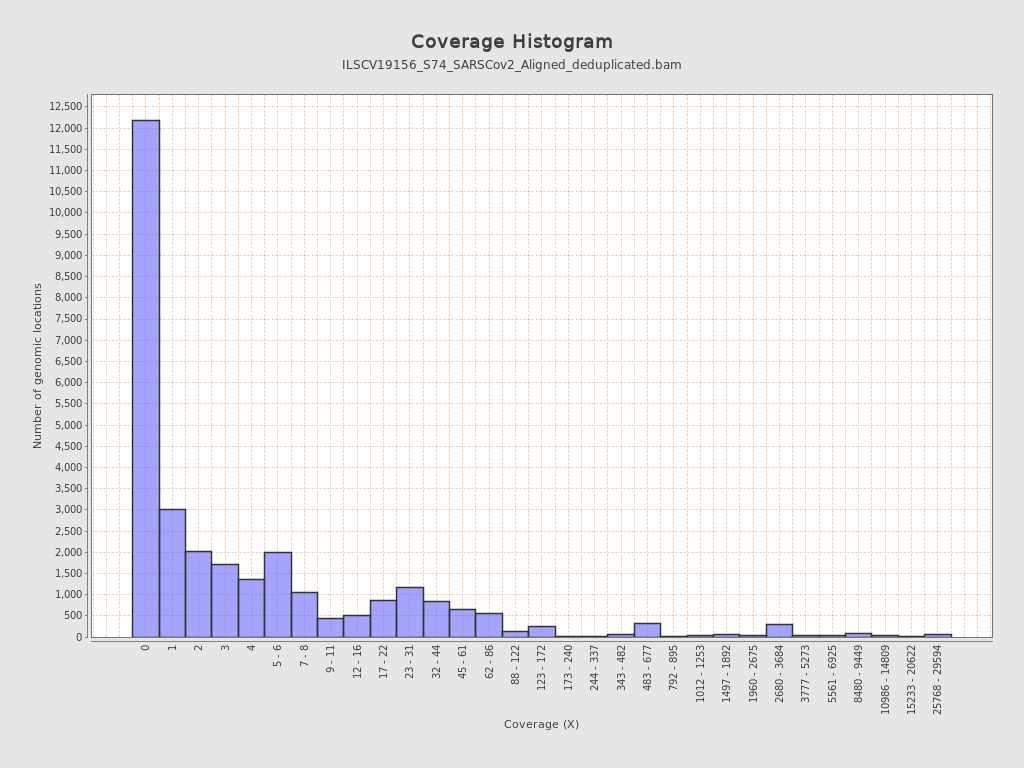 Coverage Histogram
ILSCV19156_S74_SARSCov2_Aligned_deduplicated.bam
12,500
12,000
11,500
11,000
10,500
10,000
9,500
9,000
8,500
8,000
7,500
7,000
6,500
6,000
5,500
5,000
4,500
4,000
3,500
3,000
2,500
2,000
1,500
1,000
500
0
Number of genomic locations
0
1
2
3
4
5 - 6
7 - 8
9 - 11
12 - 16
17 - 22
23 - 31
32 - 44
45 - 61
62 - 86
88 - 122
123 - 172
173 - 240
244 - 337
343 - 482
483 - 677
792 - 895
1012 - 1253
1497 - 1892
1960 - 2675
2680 - 3684
3777 - 5273
5561 - 6925
8480 - 9449
10986 - 14809
15233 - 20622
25768 - 29594
Coverage (X)